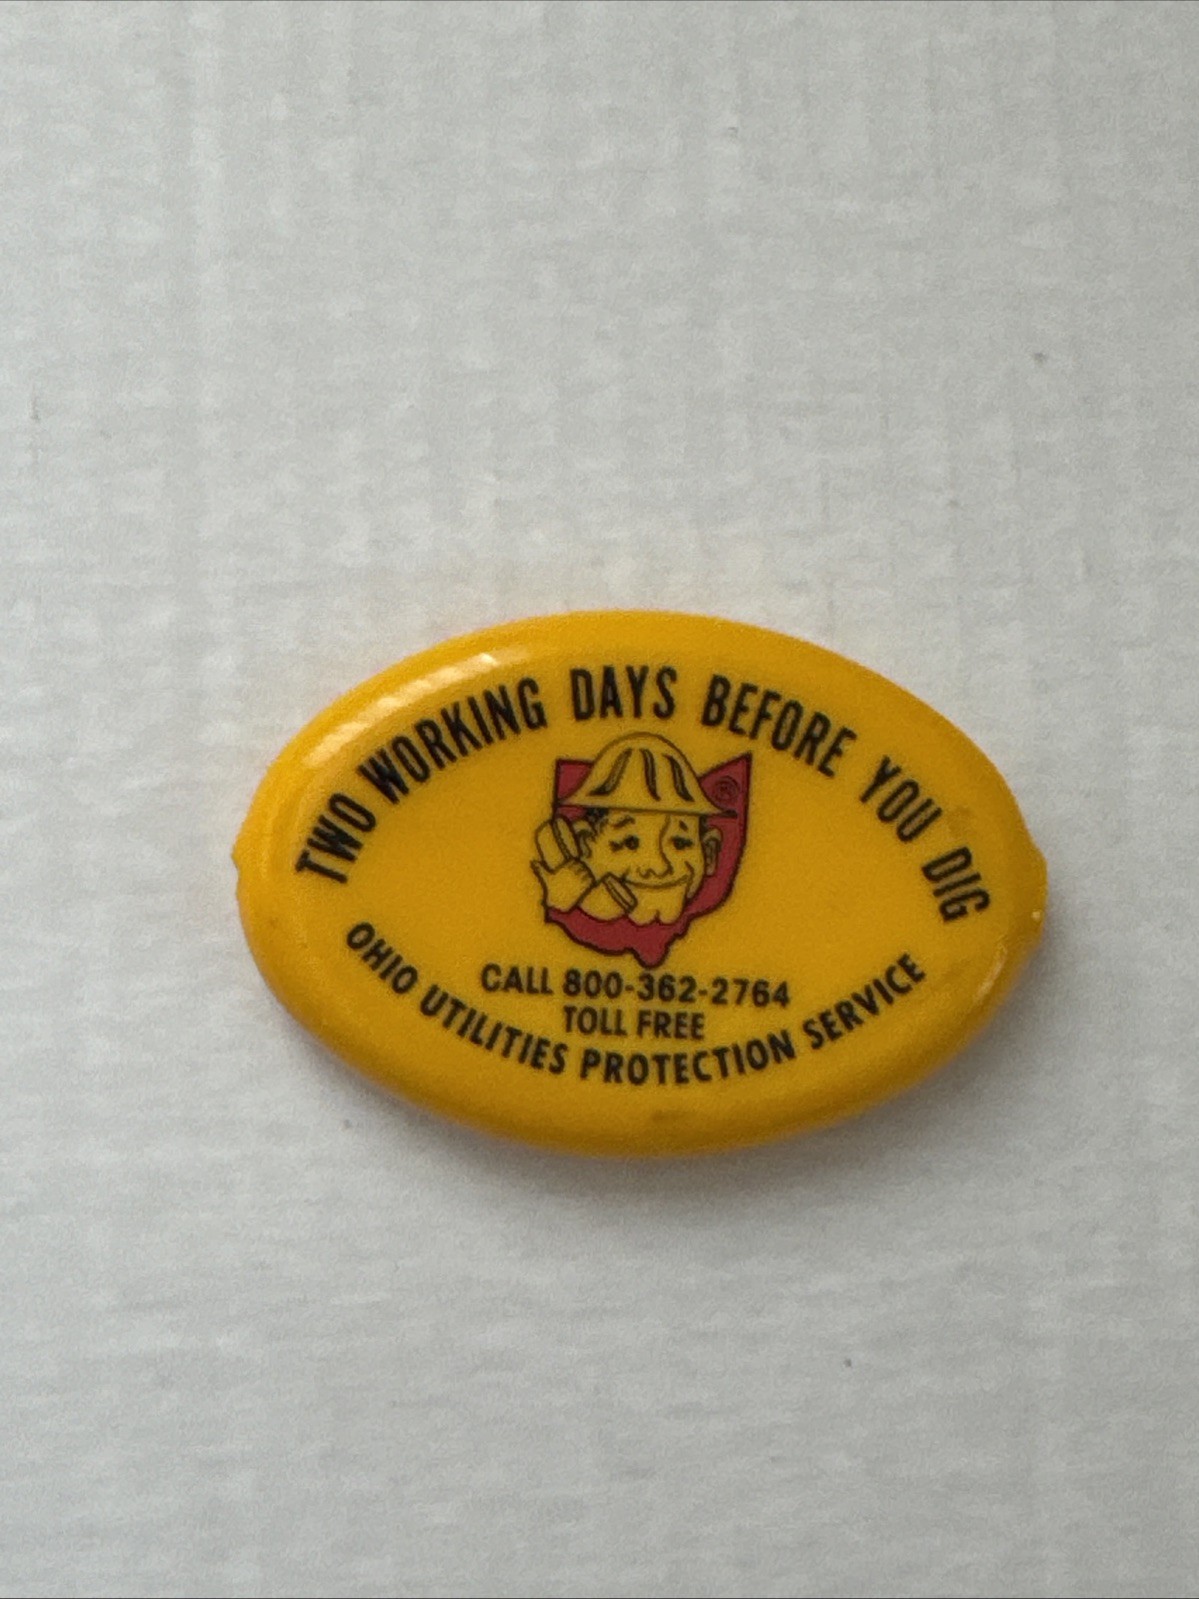 TWO WORKING DAYS BEFORE YOU DIG
®
CALL 800-362-2764
TOLL FREE
OHIO UTILITIES PROTECTION SERVICE